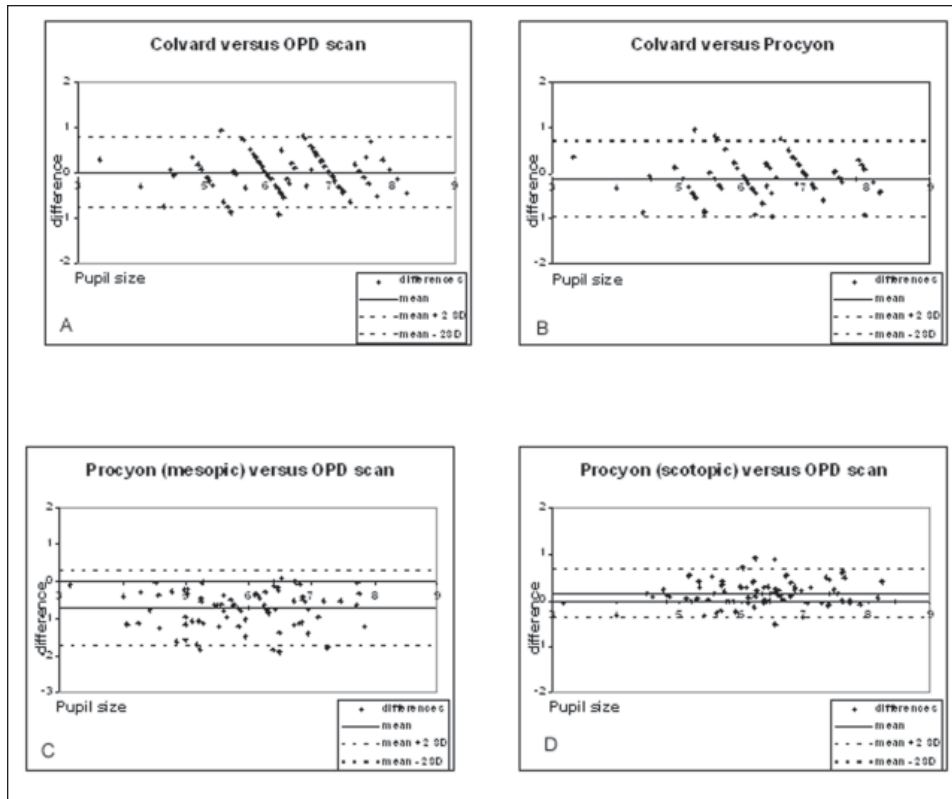 Colvard versus OPD scan
2
1
0
-1
-2
difference
5
6
7
8
9
Pupil size
differences
mean
mean + 2 SD
mean - 2SD
A
Colvard versus Procyon
2
1
0
-1
-2
difference
3
4
5
6
7
8
9
Pupil size
differences
mean
mean + 2 SD
mean - 2SD
B
Procyon (mesopic) versus OPD scan
2
1
0
-1
-2
-3
difference
3
4
5
6
7
8
9
Pupil size
differences
mean
mean + 2 SD
mean - 2SD
C
Procyon (scotopic) versus OPD scan
2
1
0
-1
-2
difference
3
4
5
6
7
8
9
Pupil size
differences
mean
mean + 2 SD
mean - 2SD
D